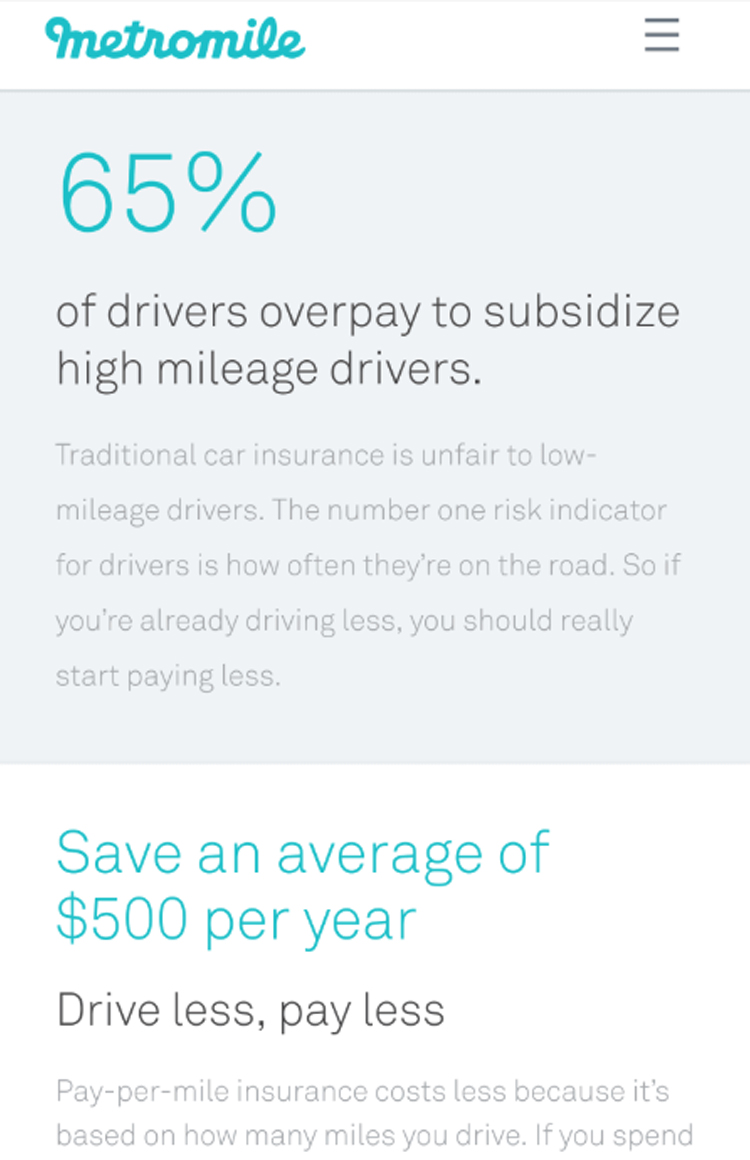 metromile
65%
of drivers overpay to subsidize
high mileage drivers.
Traditional car insurance is unfair to low-
mileage drivers. The number one risk indicator
for drivers is how often they're on the road. So if
you're already driving less, you should really
start paying less.
Save an average of
$500 per year
Drive less, pay less
Pay-per-mile insurance costs less because it's
based on how many miles you drive. If you spend